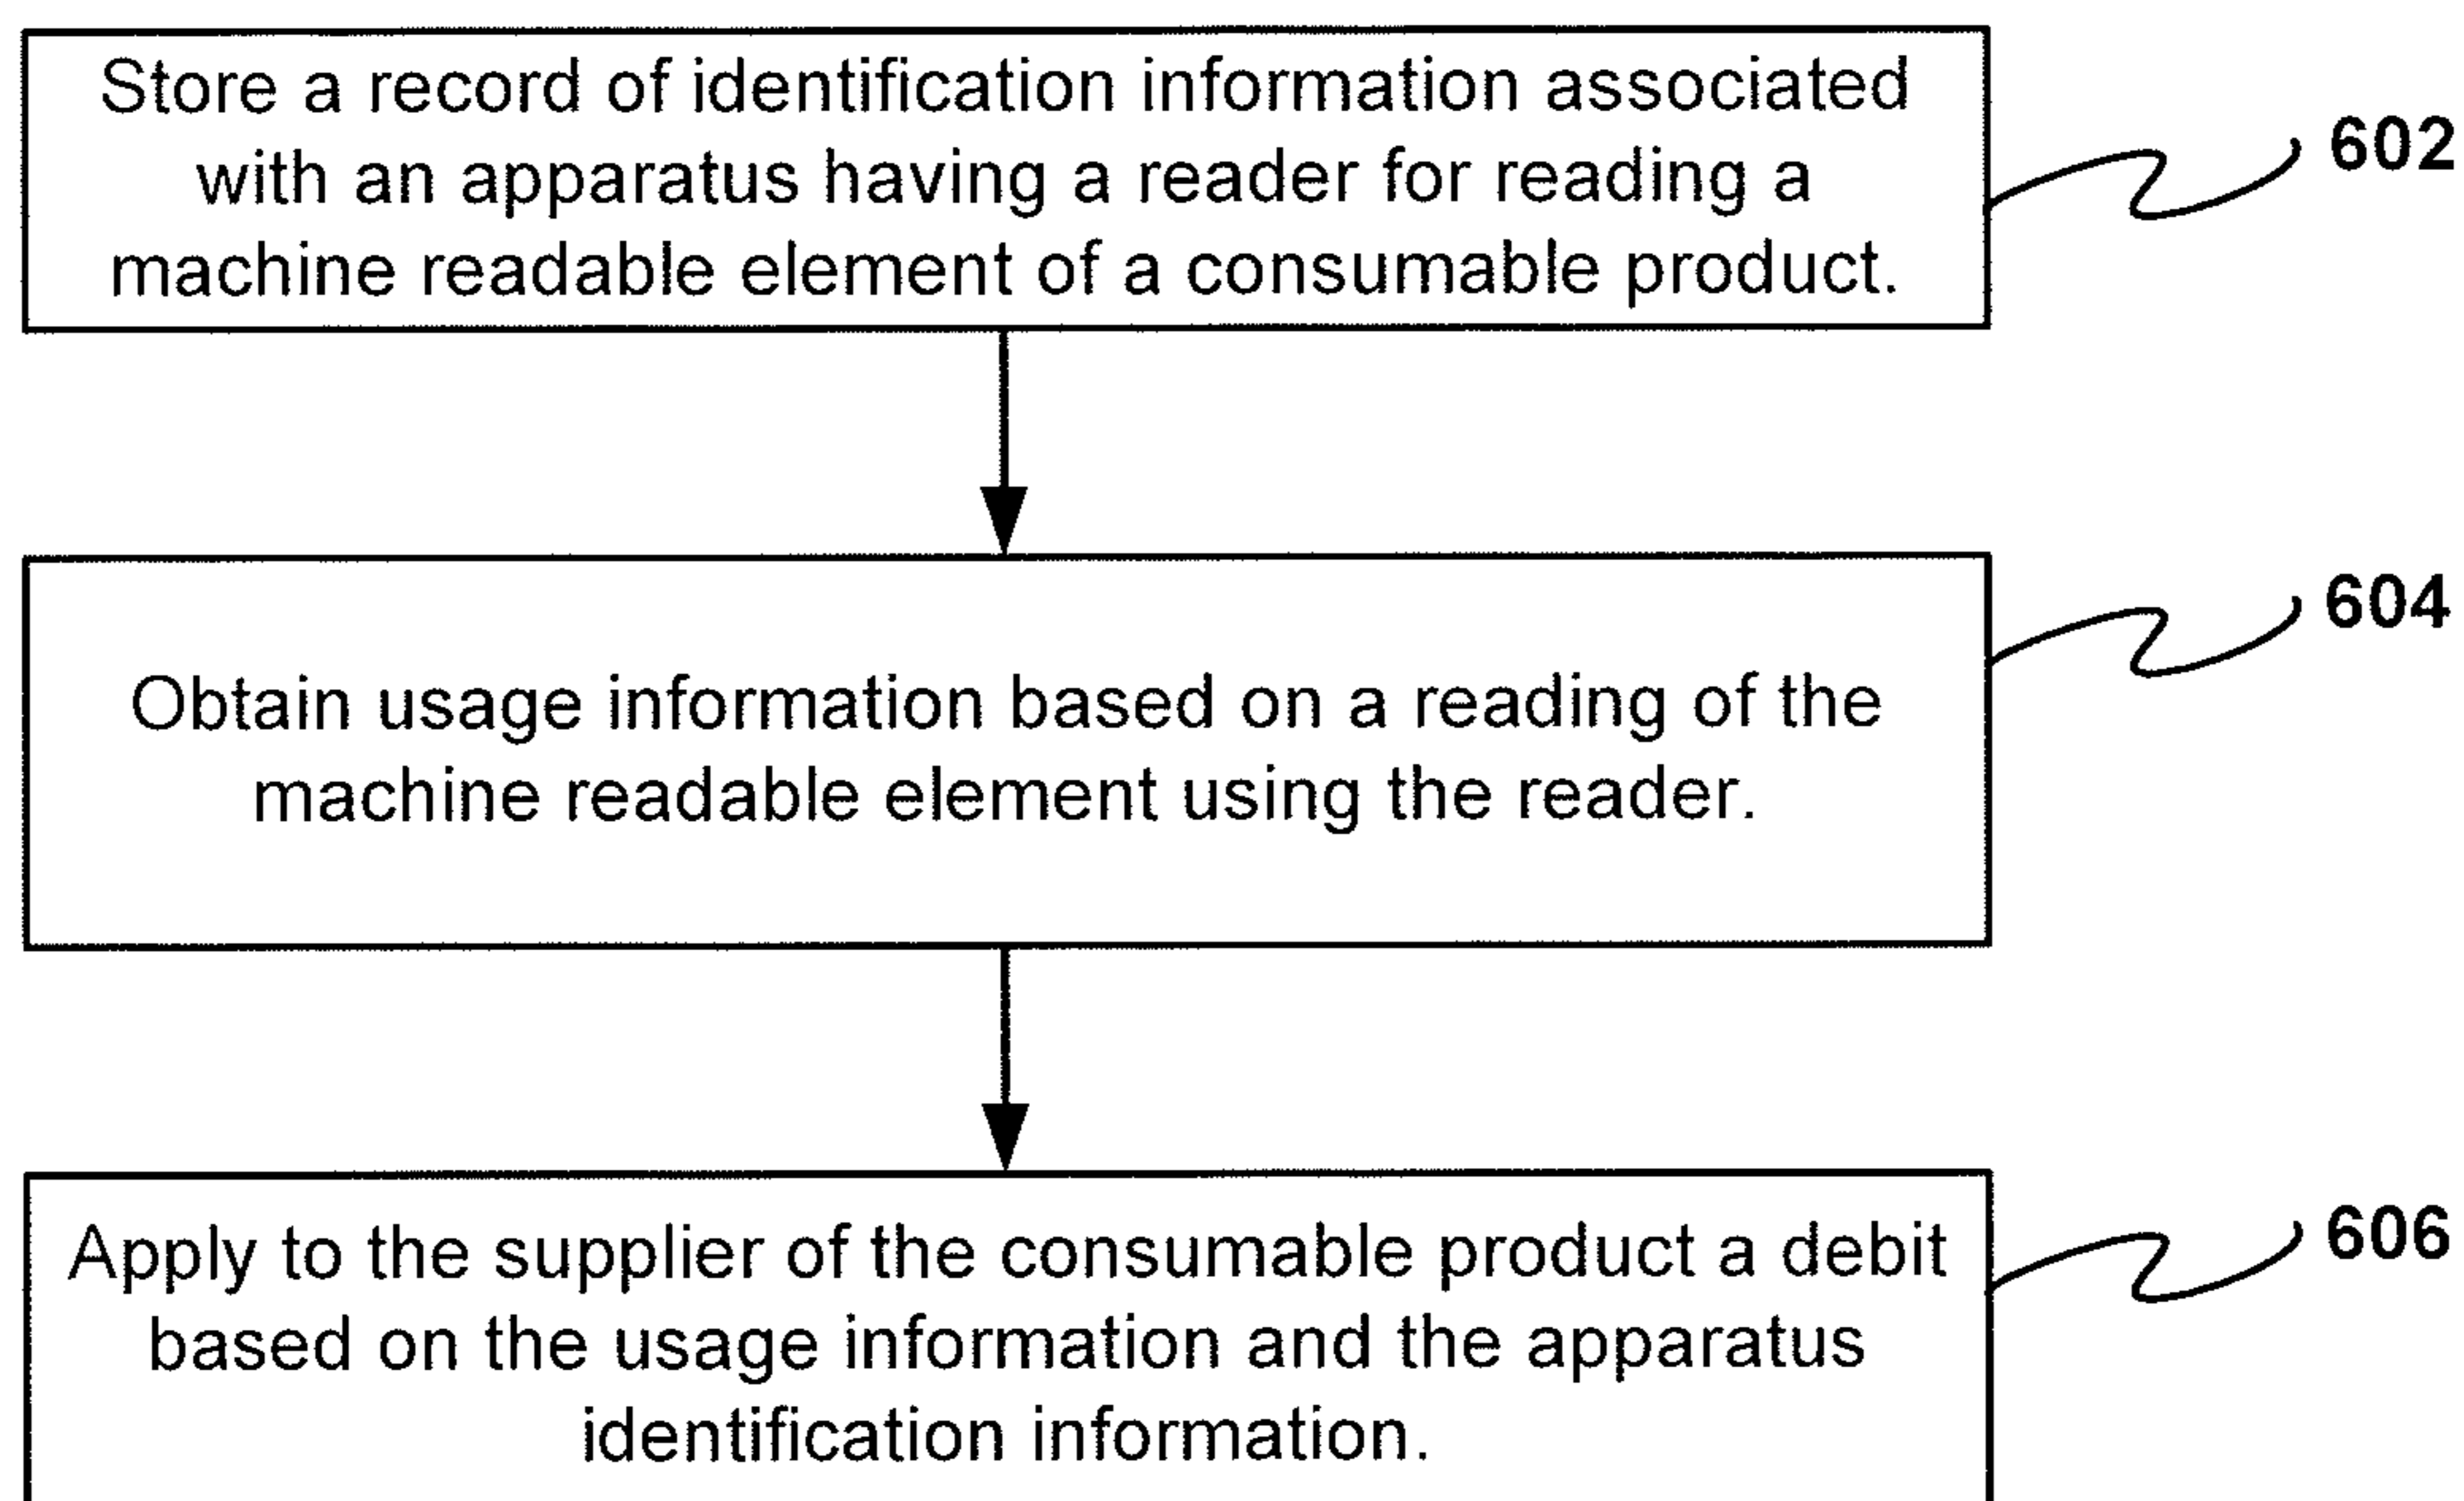 Store a record of identification information associated
with an apparatus having a reader for reading a
machine readable element of a consumable product.
602
604
Obtain usage information based on a reading of the
machine readable element using the reader.
Apply to the supplier of the consumable product a debit
based on the usage information and the apparatus
identification information.
606